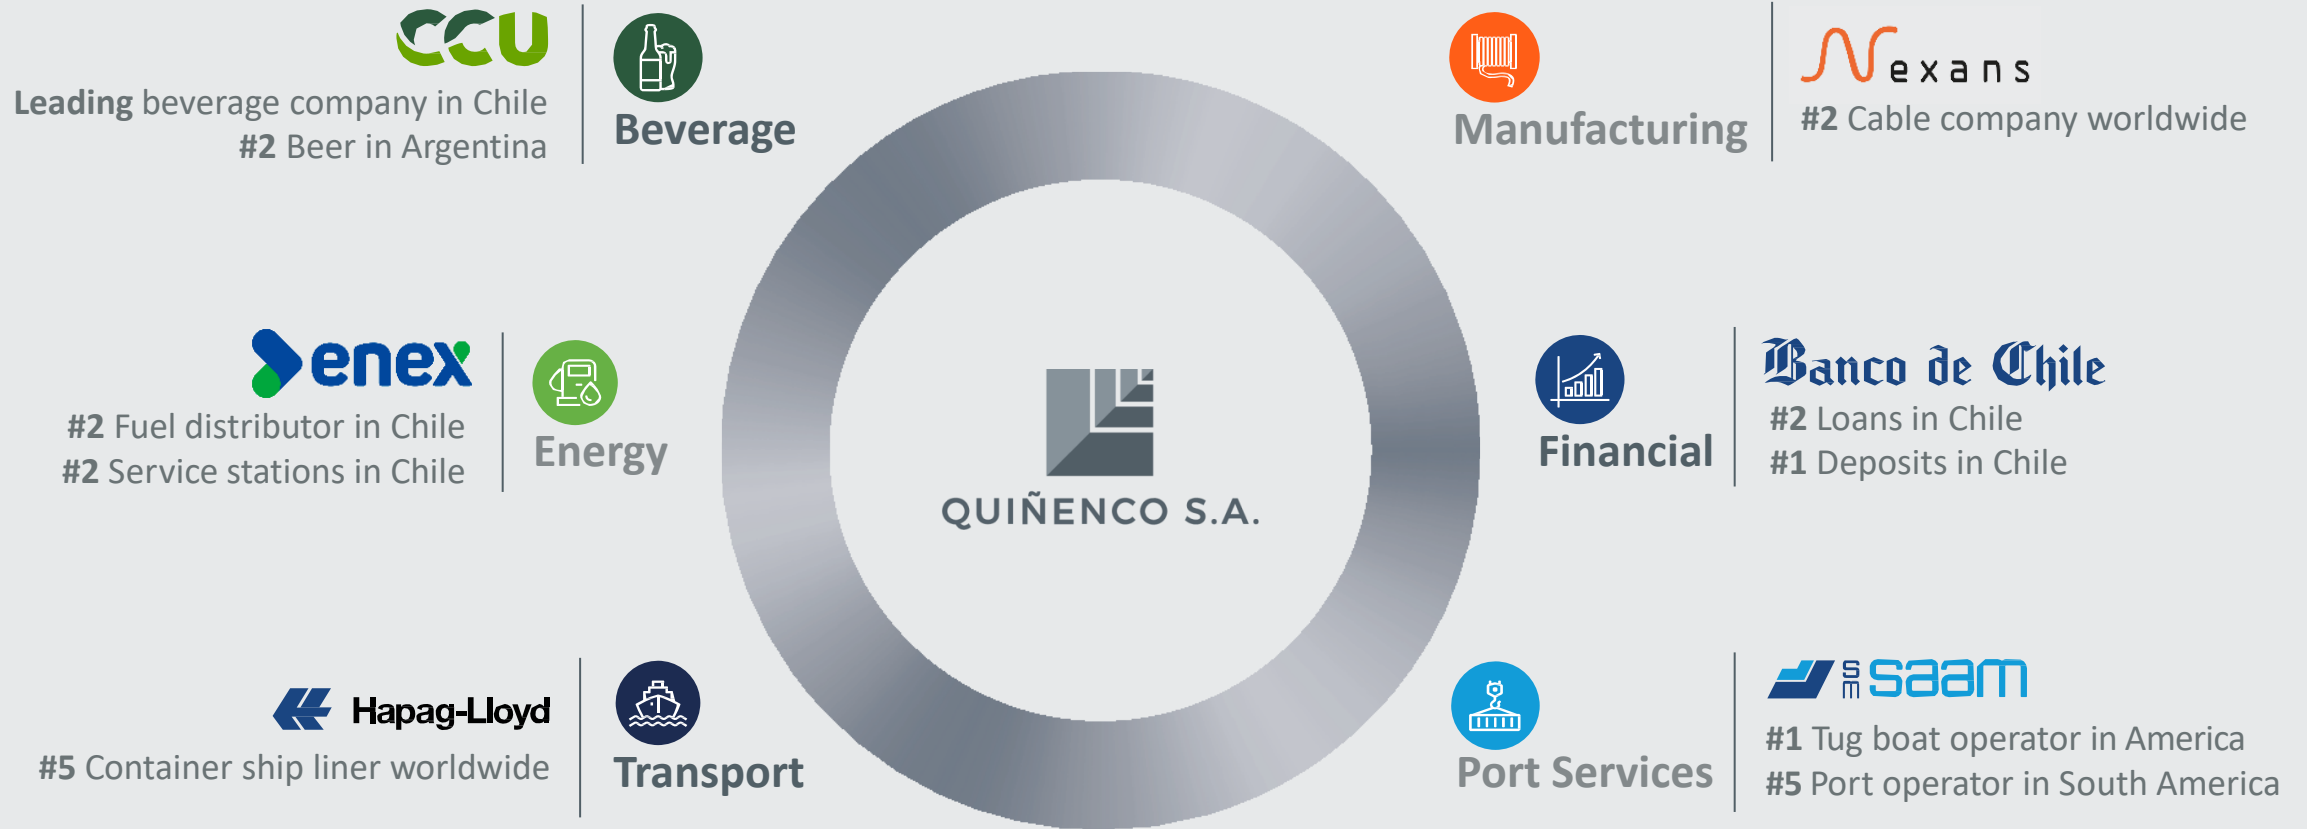 CCU
Leading beverage company in Chile
#2 Beer in Argentina
Beverage
Manufacturing
Nexans
#2 Cable company worldwide
enex
#2 Fuel distributor in Chile
#2 Service stations in Chile
Energy
QUIÑENCO S.A.
Financial
Banco de Chile
#2 Loans in Chile
#1 Deposits in Chile
Hapag-Lloyd
#5 Container ship liner worldwide
Transport
Port Services
SM saam
#1 Tug boat operator in America
#5 Port operator in South America